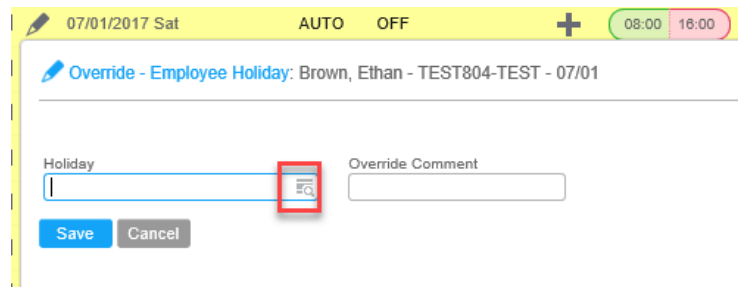 07/01/2017 Sat AUTO OFF 08:00 16:00
Override - Employee Holiday: Brown, Ethan - TEST804-TEST - 07/01
Holiday Override Comment
Save Cancel